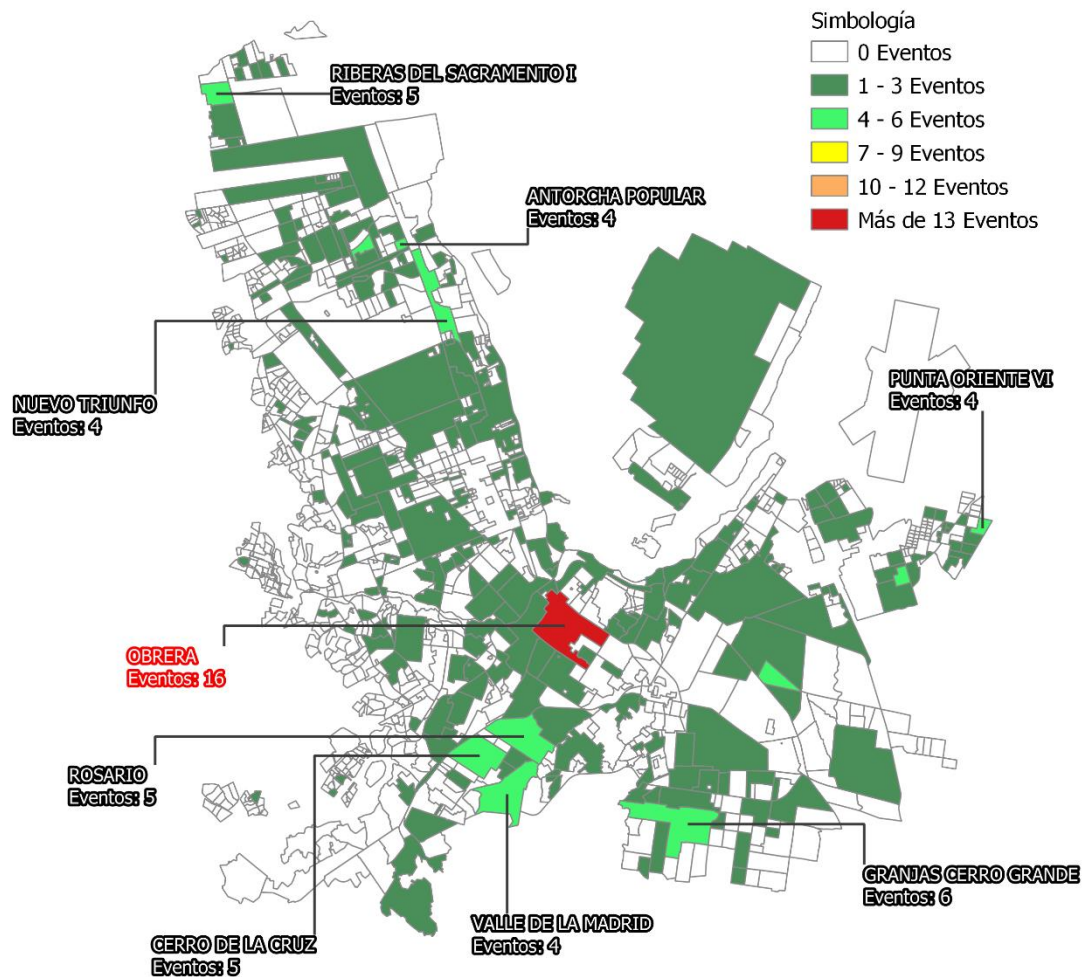 Simbología
0 Eventos
1 - 3 Eventos
4 - 6 Eventos
7 - 9 Eventos
10 - 12 Eventos
Más de 13 Eventos
RIBERAS DEL SACRAMENTO I
Eventos: 5
ANTORCHA POPULAR
Eventos: 4
NUEVO TRIUNFO
Eventos: 4
PUNTA ORIENTE VI
Eventos: 4
OBRERA
Eventos: 16
ROSARIO
Eventos: 5
GRANJAS CERRO GRANDE
Eventos: 6
CERRO DE LA CRUZ
Eventos: 5
VALLE DE LA MADRID
Eventos: 4